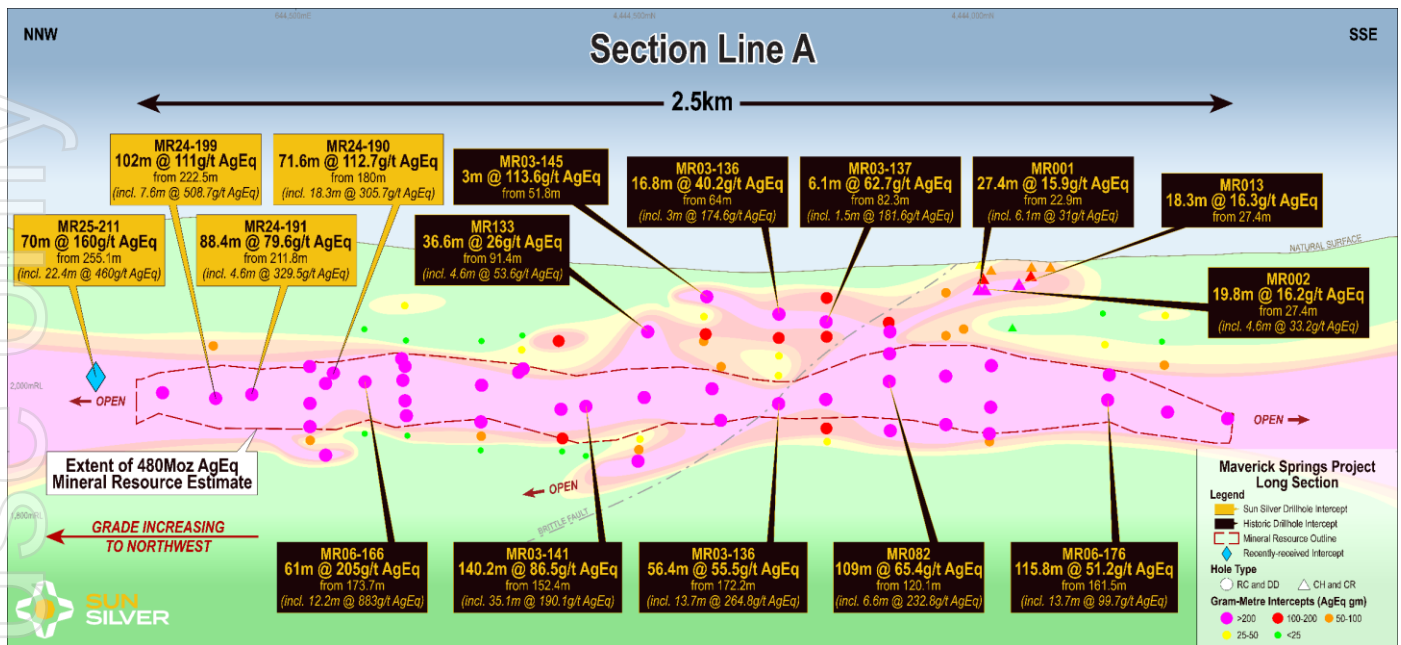 644,500mE
4,444,500mN
4,444,000mN
NNW
SSE
Section Line A
2.5km
MR24-199
102m @ 111g/t AgEq
from 222.5m
(incl. 7.6m @ 508.7g/t AgEq)
MR24-190
71.6m @ 112.7g/t AgEq
from 180m
(incl. 18.3m @ 305.7g/t AgEq)
MR03-145
3m @ 113.6g/t AgEq
from 51.8m
MR03-136
16.8m @ 40.2g/t AgEq
from 64m
(incl. 3m @ 174.6g/t AgEq)
MR03-137
6.1m @ 62.7g/t AgEq
from 82.3m
(incl. 1.5m @ 181.6g/t AgEq)
MR001
27.4m @ 15.9g/t AgEq
from 22.9m
(incl. 6.1m @ 31g/t AgEq)
MR013
18.3m @ 16.3g/t AgEq
from 27.4m
MR25-211
70m @ 160g/t AgEq
from 255.1m
(incl. 22.4m @ 460g/t AgEq)
MR24-191
88.4m @ 79.6g/t AgEq
from 211.8m
(incl. 4.6m @ 329.5g/t AgEq)
MR133
36.6m @ 26g/t AgEq
from 91.4m
(incl. 4.6m @ 53.6g/t AgEq)
NATURAL SURFACE
MR002
19.8m @ 16.2g/t AgEq
from 27.4m
(incl. 4.6m @ 33.2g/t AgEq)
2,000mRL
2,000mRL
OPEN
OPEN
Extent of 480Moz AgEq
Mineral Resource Estimate
OPEN
BRITTLE FAULT
1,800mRL
GRADE INCREASING
TO NORTHWEST
MR06-166
61m @ 205g/t AgEq
from 173.7m
(incl. 12.2m @ 883g/t AgEq)
MR03-141
140.2m @ 86.5g/t AgEq
from 152.4m
(incl. 35.1m @ 190.1g/t AgEq)
MR03-136
56.4m @ 55.5g/t AgEq
from 172.2m
(incl. 13.7m @ 264.8g/t AgEq)
MR082
109m @ 65.4g/t AgEq
from 120.1m
(incl. 6.6m @ 232.6g/t AgEq)
MR06-176
115.8m @ 51.2g/t AgEq
from 161.5m
(incl. 13.7m @ 99.7g/t AgEq)
SUN
SILVER
Maverick Springs Project
Long Section
Legend
Sun Silver Drillhole Intercept
Historic Drillhole Intercept
Mineral Resource Outline
Recently-received Intercept
Hole Type
RC and DD
CH and CR
Gram-Metre Intercepts (AgEq gm)
>200
100-200
50-100
25-50
<25